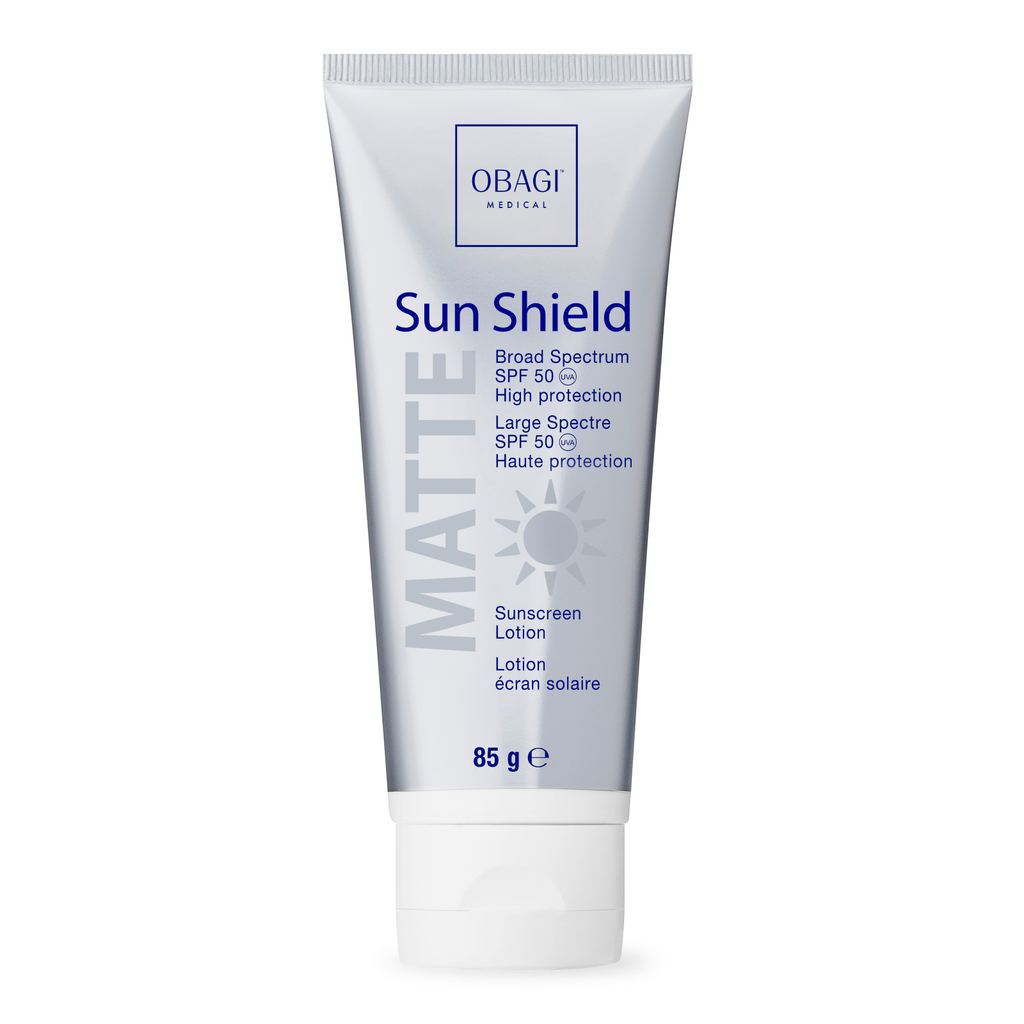 OBAGI™
MEDICAL
Sun Shield
MATTE
Broad Spectrum
SPF 50 UVA
High protection
Large Spectre
SPF 50 UVA
Haute protection
Sunscreen
Lotion
Lotion
écran solaire
85 g ℮